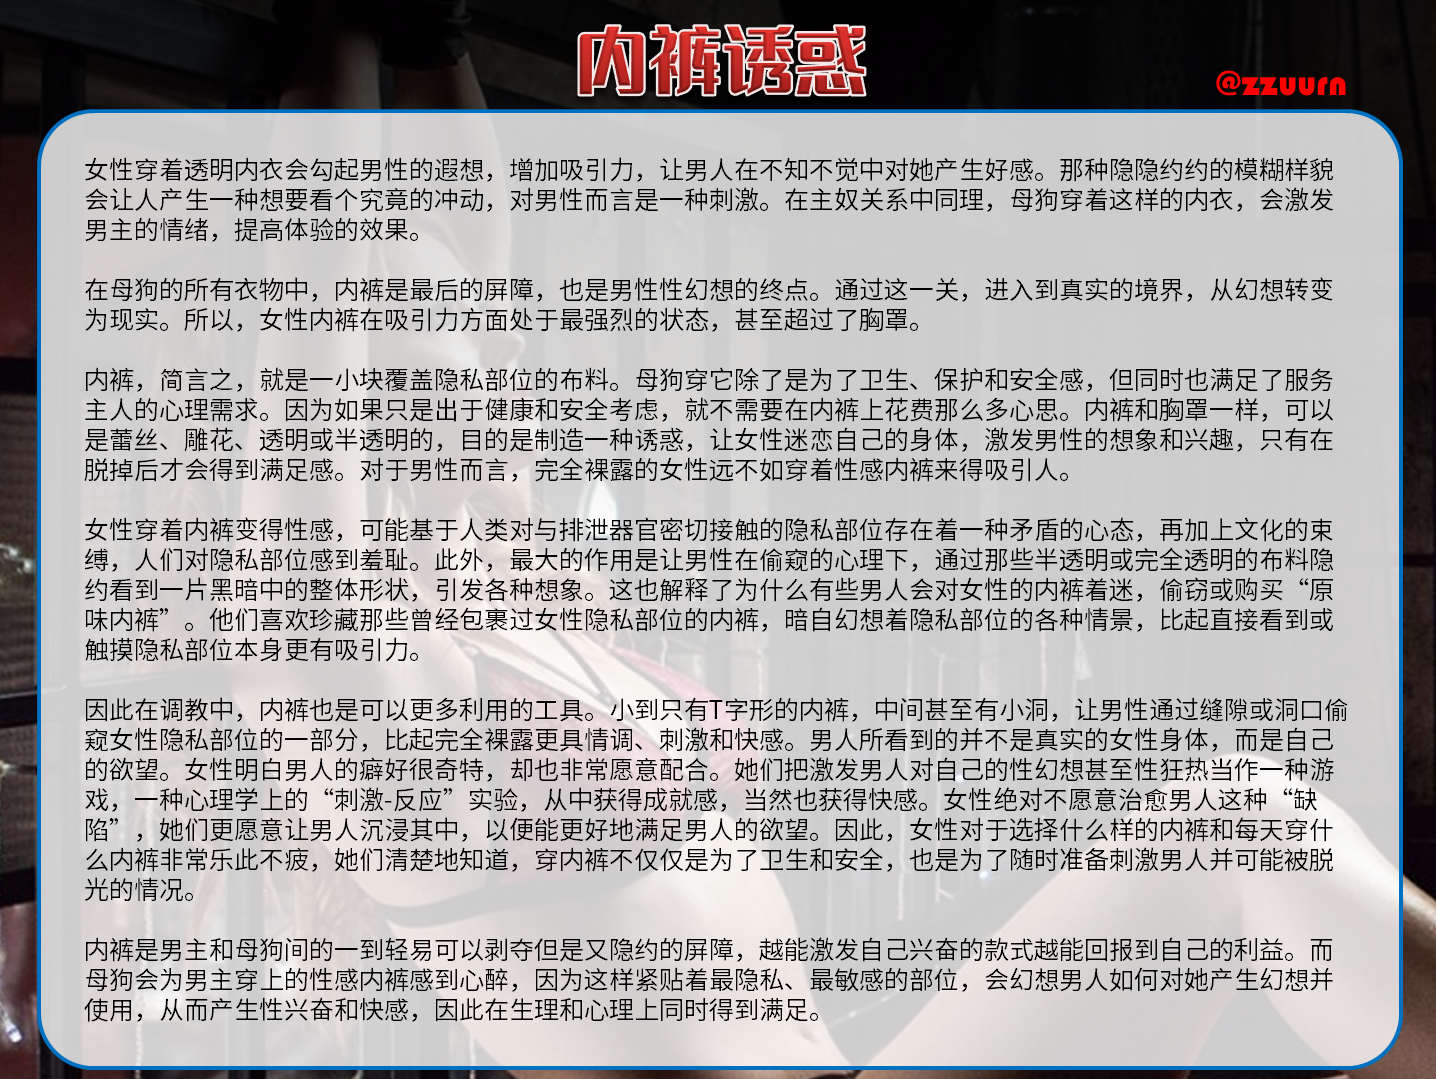 内裤诱惑
@zzuurn
女性穿着透明内衣会勾起男性的遐想，增加吸引力，让男人在不知不觉中对她产生好感。那种隐隐约约的模糊样貌
会让人产生一种想要看个究竟的冲动，对男性而言是一种刺激。在主奴关系中同理，母狗穿着这样的内衣，会激发
男主的情绪，提高体验的效果。
在母狗的所有衣物中，内裤是最后的屏障，也是男性性幻想的终点。通过这一关，进入到真实的境界，从幻想转变
为现实。所以，女性内裤在吸引力方面处于最强烈的状态，甚至超过了胸罩。
内裤，简言之，就是一小块覆盖隐私部位的布料。母狗穿它除了是为了卫生、保护和安全感，但同时也满足了服务
主人的心理需求。因为如果只是出于健康和安全考虑，就不需要在内裤上花费那么多心思。内裤和胸罩一样，可以
是蕾丝、雕花、透明或半透明的，目的是制造一种诱惑，让女性迷恋自己的身体，激发男性的想象和兴趣，只有在
脱掉后才会得到满足感。对于男性而言，完全裸露的女性远不如穿着性感内裤来得吸引人。
女性穿着内裤变得性感，可能基于人类对与排泄器官密切接触的隐私部位存在着一种矛盾的心态，再加上文化的束
缚，人们对隐私部位感到羞耻。此外，最大的作用是让男性在偷窥的心理下，通过那些半透明或完全透明的布料隐
约看到一片黑暗中的整体形状，引发各种想象。这也解释了为什么有些男人会对女性的内裤着迷，偷窃或购买“原
味内裤”。他们喜欢珍藏那些曾经包裹过女性隐私部位的内裤，暗自幻想着隐私部位的各种情景，比起直接看到或
触摸隐私部位本身更有吸引力。
因此在调教中，内裤也是可以更多利用的工具。小到只有T字形的内裤，中间甚至有小洞，让男性通过缝隙或洞口偷
窥女性隐私部位的一部分，比起完全裸露更具情调、刺激和快感。男人所看到的并不是真实的女性身体，而是自己
的欲望。女性明白男人的癖好很奇特，却也非常愿意配合。她们把激发男人对自己的性幻想甚至性狂热当作一种游
戏，一种心理学上的“刺激-反应”实验，从中获得成就感，当然也获得快感。女性绝对不愿意治愈男人这种“缺
陷”，她们更愿意让男人沉浸其中，以便能更好地满足男人的欲望。因此，女性对于选择什么样的内裤和每天穿什
么内裤非常乐此不疲，她们清楚地知道，穿内裤不仅仅是为了卫生和安全，也是为了随时准备刺激男人并可能被脱
光的情况。
内裤是男主和母狗间的一到轻易可以剥夺但是又隐约的屏障，越能激发自己兴奋的款式越能回报到自己的利益。而
母狗会为男主穿上的性感内裤感到心醉，因为这样紧贴着最隐私、最敏感的部位，会幻想男人如何对她产生幻想并
使用，从而产生性兴奋和快感，因此在生理和心理上同时得到满足。